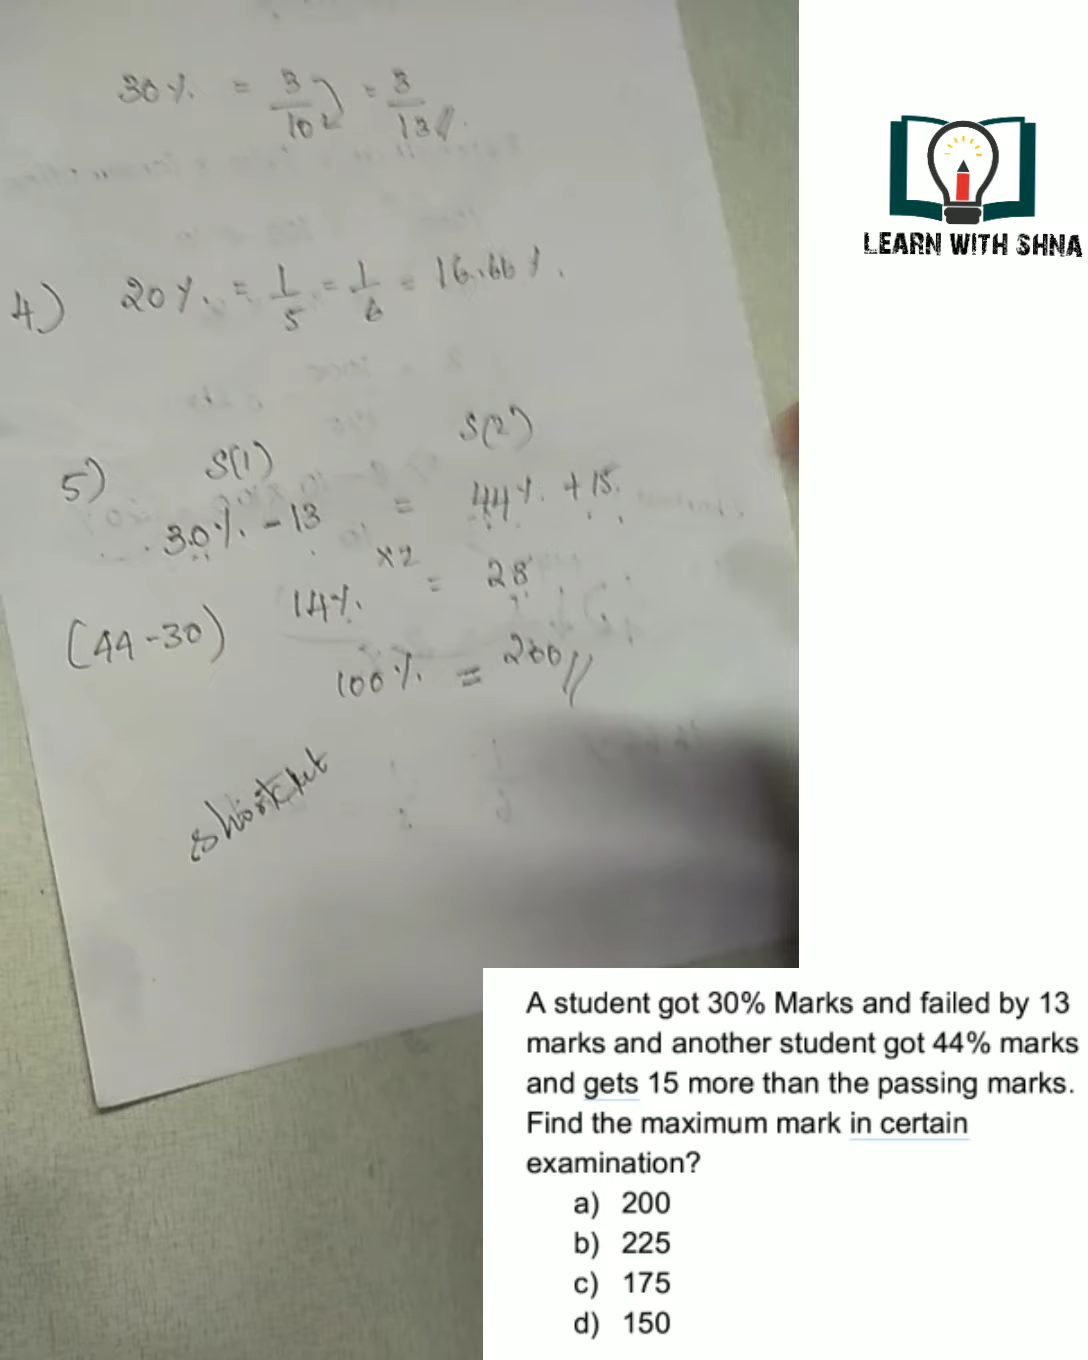 30% = 3/10 = 3/13 //.
4) 20%. = 1/5 = 1/6 = 16.66%.
5) S(1) S(2)
30%. - 13 = 44%. + 15.
×2
(44-30) 14%. = 28
100%. = 200//
shortcut
LEARN WITH SHNA
A student got 30% Marks and failed by 13
marks and another student got 44% marks
and gets 15 more than the passing marks.
Find the maximum mark in certain
examination?
a) 200
b) 225
c) 175
d) 150